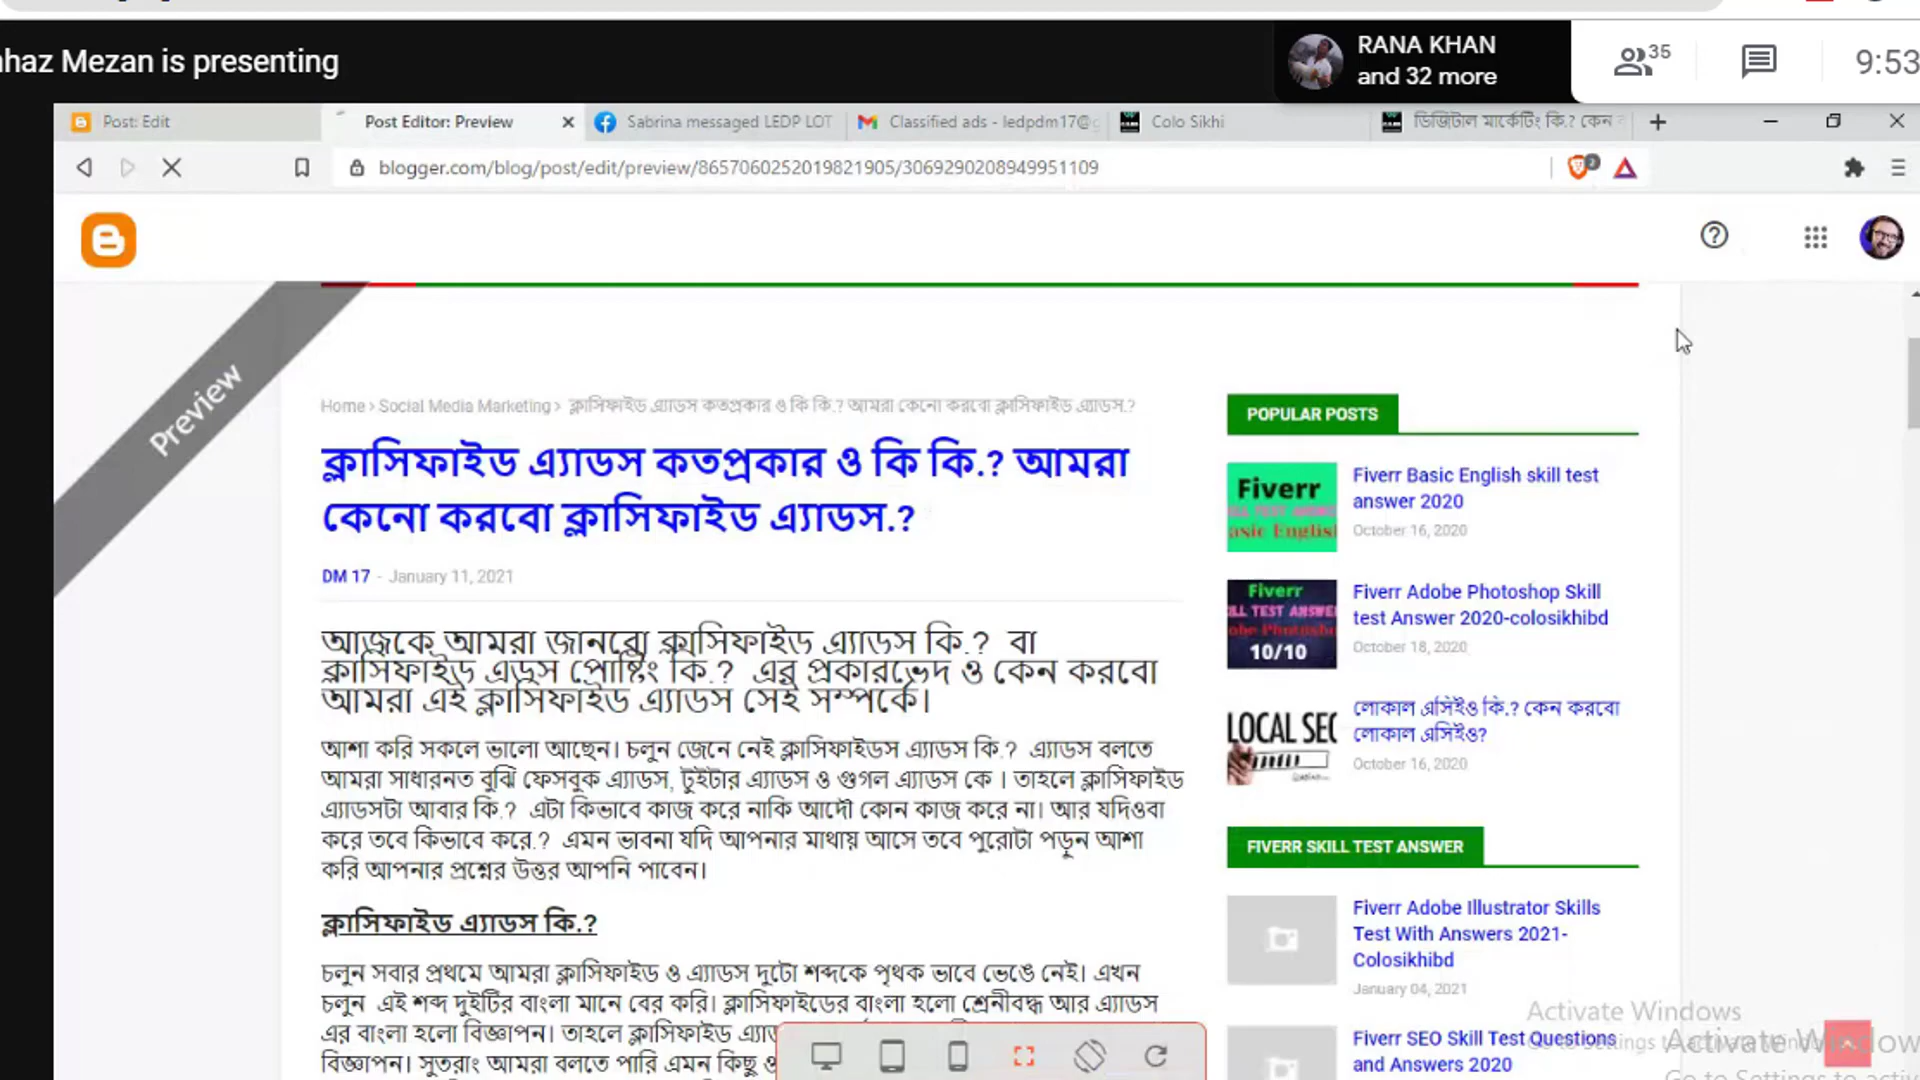 is presenting
Mezan
RANA KHAN
and 32 more
35
9:53
Post: Edit
Post Editor: Preview
Sabrina messaged LEDP LOT
Classified ads - ledpdm17@
Colo Sikhi
ডিজিটাল মার্কেটিং কি.? কেন
blogger.com/blog/post/edit/preview/8657060252019821905/3069290208949951109
Preview
Home › Social Media Marketing › ক্লাসিফাইড এ্যাডস কতপ্রকার ও কি কি.? আমরা কেনো করবো ক্লাসিফাইড এ্যাডস.?
ক্লাসিফাইড এ্যাডস কতপ্রকার ও কি কি.? আমরা
কেনো করবো ক্লাসিফাইড এ্যাডস.?
DM 17 - January 11, 2021
আজকে আমরা জানবো ক্লাসিফাইড এ্যাডস কি.? বা
ক্লাসিফাইড এডস পোষ্টিং কি.? এর প্রকারভেদ ও কেন করবো
আমরা এই ক্লাসিফাইড এ্যাডস সেই সম্পর্কে।
আশা করি সকলে ভালো আছেন। চলুন জেনে নেই ক্লাসিফাইডস এ্যাডস কি.? এ্যাডস বলতে
আমরা সাধারনত বুঝি ফেসবুক এ্যাডস, টুইটার এ্যাডস ও গুগল এ্যাডস কে । তাহলে ক্লাসিফাইড
এ্যাডসটা আবার কি.? এটা কিভাবে কাজ করে নাকি আদৌ কোন কাজ করে না। আর যদিওবা
করে তবে কিভাবে করে.? এমন ভাবনা যদি আপনার মাথায় আসে তবে পুরোটা পড়ুন আশা
করি আপনার প্রশ্নের উত্তর আপনি পাবেন।
ক্লাসিফাইড এ্যাডস কি.?
চলুন সবার প্রথমে আমরা ক্লাসিফাইড ও এ্যাডস দুটো শব্দকে পৃথক ভাবে ভেঙে নেই। এখন
চলুন এই শব্দ দুইটির বাংলা মানে বের করি। ক্লাসিফাইডের বাংলা হলো শ্রেনীবদ্ধ আর এ্যাডস
এর বাংলা হলো বিজ্ঞাপন। তাহলে ক্লাসিফাইড
বিজ্ঞাপন। সুতরাং আমরা বলতে পারি এমন কিছু
POPULAR POSTS
Fiverr
Fiverr Basic English skill test
answer 2020
October 16, 2020
Fiverr
10/10
Fiverr Adobe Photoshop Skill
test Answer 2020-colosikhibd
October 18, 2020
LOCAL SEO
লোকাল এসিইও কি.? কেন করবো
লোকাল এসিইও?
October 16, 2020
FIVERR SKILL TEST ANSWER
Fiverr Adobe Illustrator Skills
Test With Answers 2021-
Colosikhibd
January 04, 2021
Fiverr SEO Skill Test Questions
and Answers 2020
Activate Windows
Activate